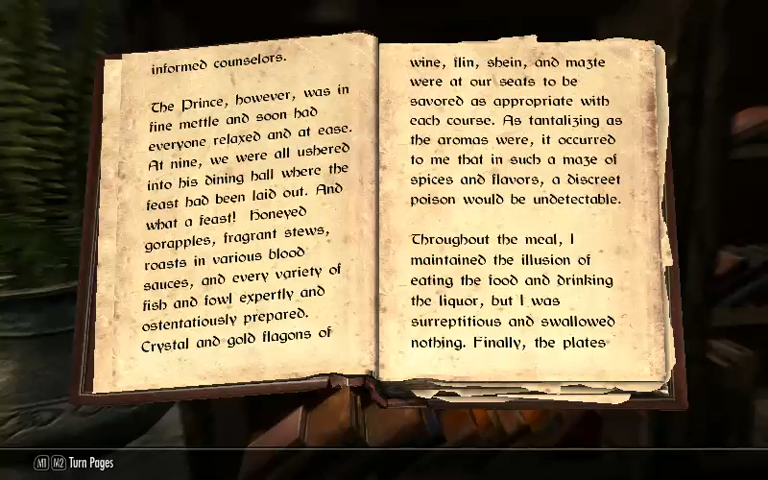 informed counselors.
The Prince, however, was in
fine mettle and soon had
everyone relaxed and at ease.
At nine, we were all ushered
into his dining hall where the
feast had been laid out. And
what a feast! Honeyed
gorapples, fragrant stews,
roasts in various blood
sauces, and every variety of
fish and fowl expertly and
ostentatiously prepared.
Crystal and gold flagons of
wine, flin, shein, and mazte
were at our seats to be
savored as appropriate with
each course. As tantalizing as
the aromas were, it occurred
to me that in such a maze of
spices and flavors, a discreet
poison would be undetectable.
Throughout the meal, I
maintained the illusion of
eating the food and drinking
the liquor, but I was
surreptitious and swallowed
nothing. Finally, the plates
M1 M2 Turn Pages